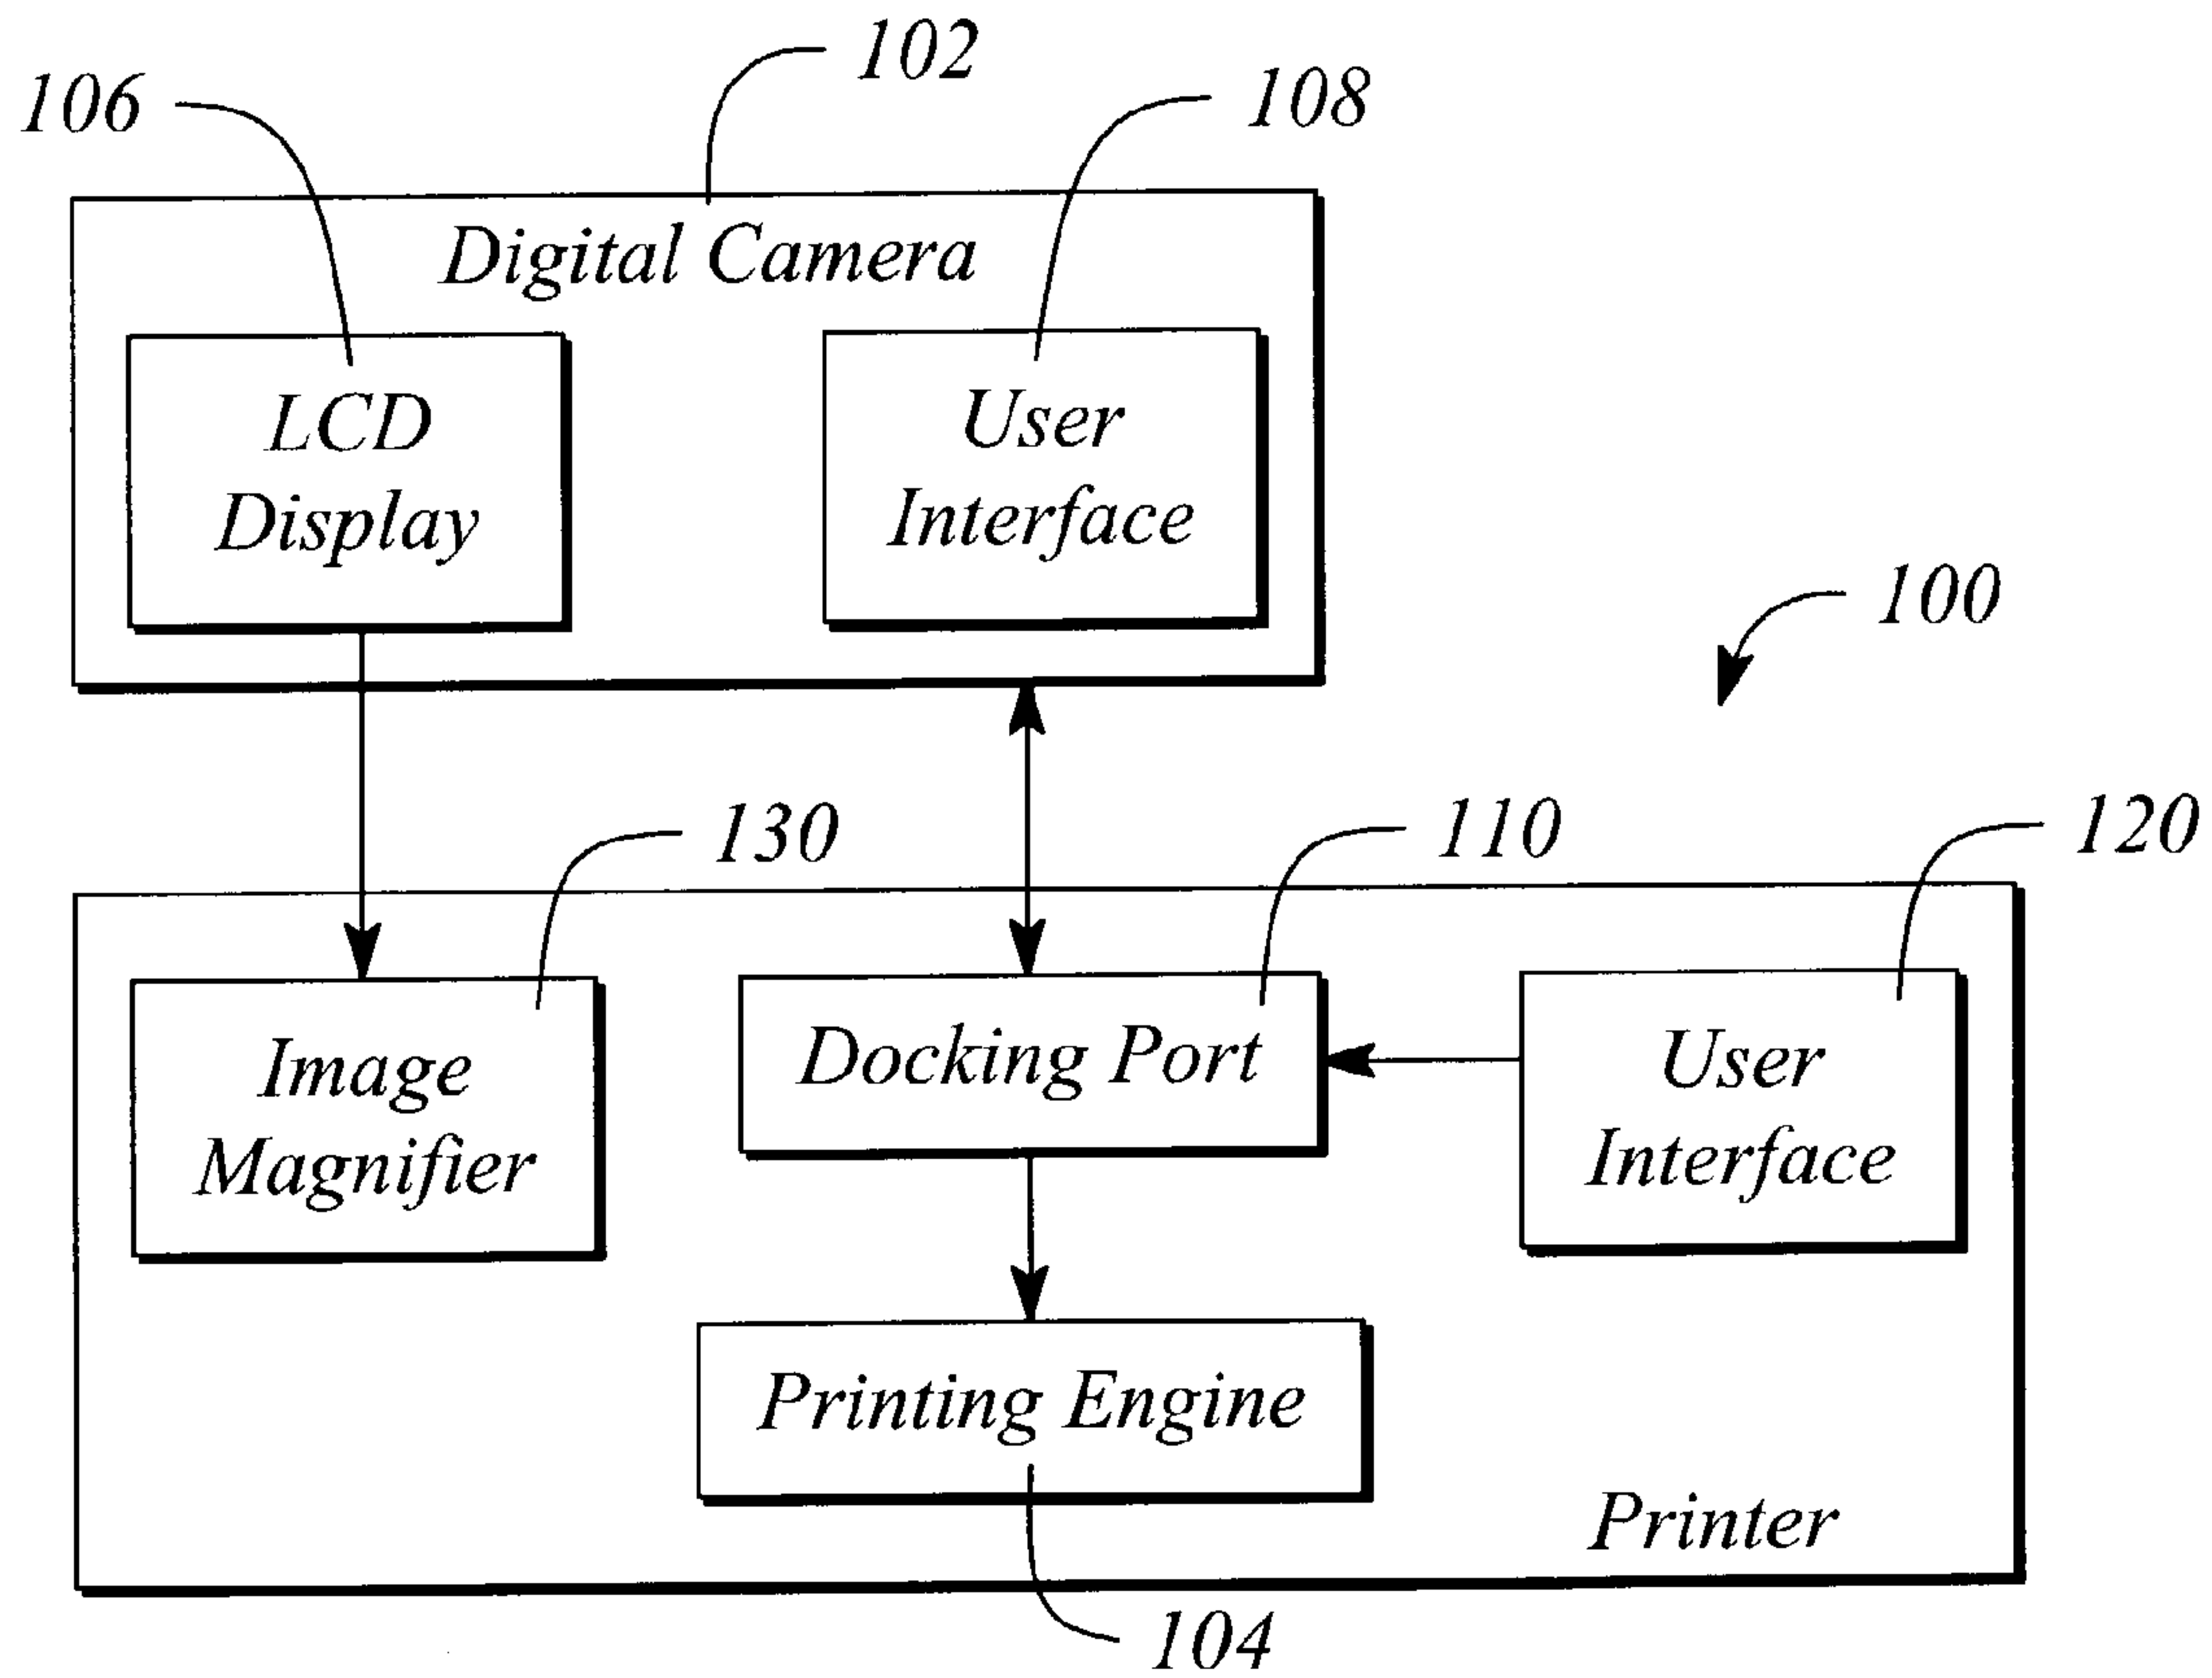 102
106
108
Digital Camera
LCD
Display
User
Interface
100
130
110
120
Image
Magnifier
Docking Port
User
Interface
Printing Engine
Printer
104